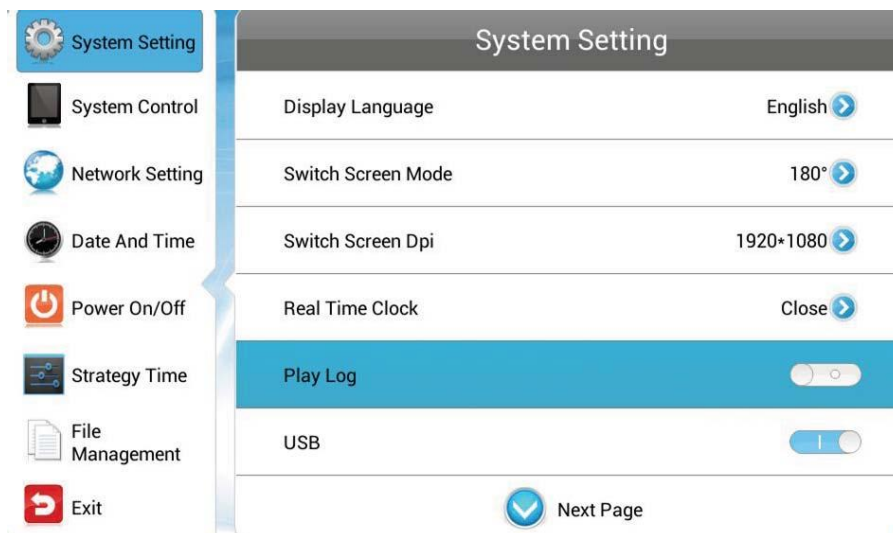 System Setting
System Control
Network Setting
Date And Time
Power On/Off
Strategy Time
File
Management
Exit
System Setting
Display Language English
Switch Screen Mode 180°
Switch Screen Dpi 1920*1080
Real Time Clock Close
Play Log
USB
Next Page